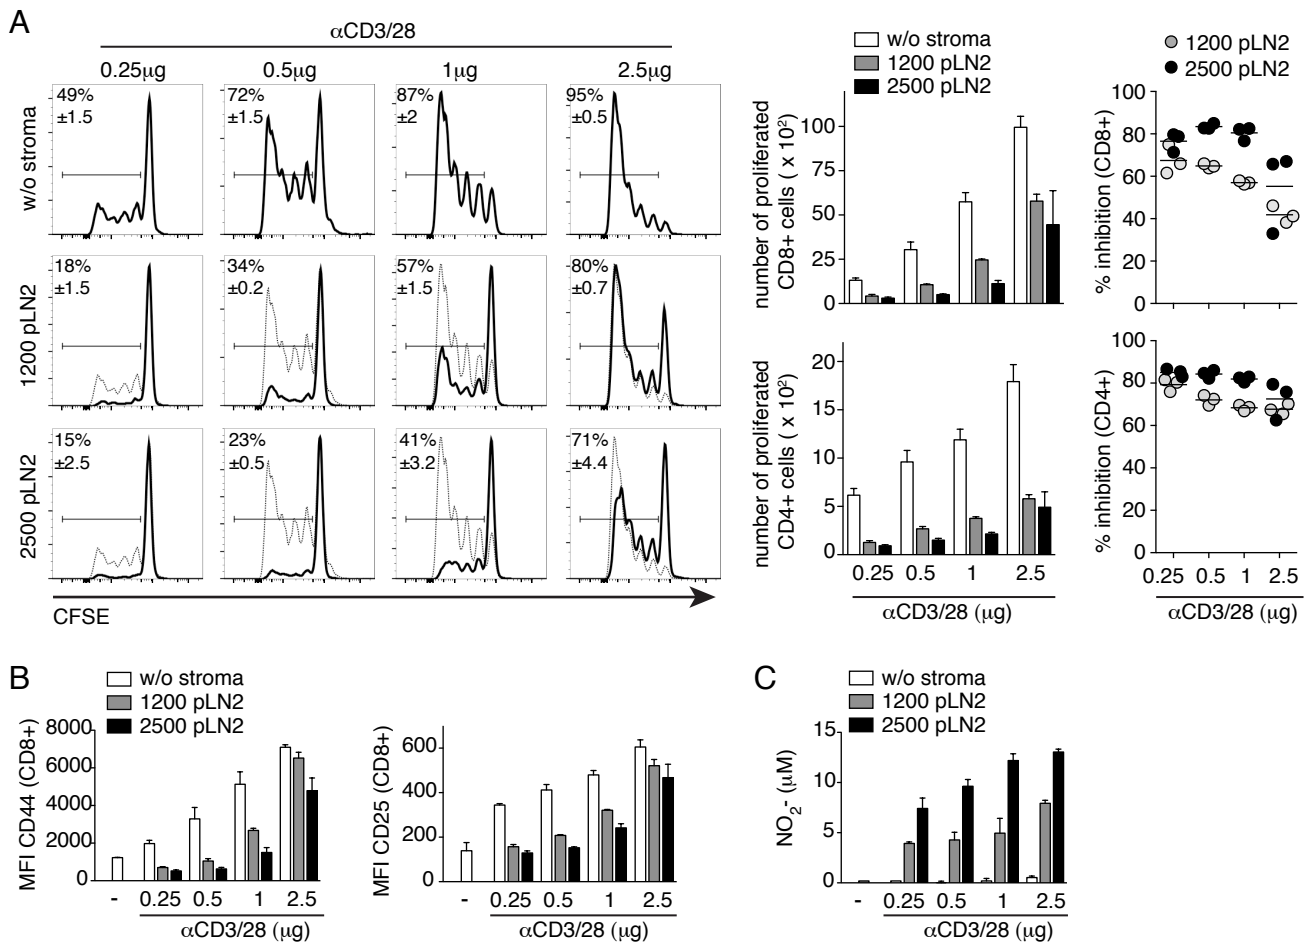 A
αCD3/28
0.25μg
0.5μg
1μg
2.5μg
w/o stroma
49%
±1.5
72%
±1.5
87%
±2
95%
±0.5
1200 pLN2
18%
±1.5
34%
±0.2
57%
±1.5
80%
±0.7
2500 pLN2
15%
±2.5
23%
±0.5
41%
±3.2
71%
±4.4
CFSE
w/o stroma
1200 pLN2
2500 pLN2
number of proliferated
CD8+ cells ( x 10²)
100
75
50
25
0
1200 pLN2
2500 pLN2
% inhibition (CD8+)
100
80
60
40
20
0
number of proliferated
CD4+ cells ( x 10²)
20
15
10
5
0
0.25
0.5
1
2.5
αCD3/28 (μg)
% inhibition (CD4+)
100
80
60
40
20
0
0.25
0.5
1
2.5
αCD3/28 (μg)
B
w/o stroma
1200 pLN2
2500 pLN2
MFI CD44 (CD8+)
8000
6000
4000
2000
0
-
0.25
0.5
1
2.5
αCD3/28 (μg)
MFI CD25 (CD8+)
600
400
200
0
-
0.25
0.5
1
2.5
αCD3/28 (μg)
C
w/o stroma
1200 pLN2
2500 pLN2
NO₂- (μM)
15
10
5
0
-
0.25
0.5
1
2.5
αCD3/28 (μg)